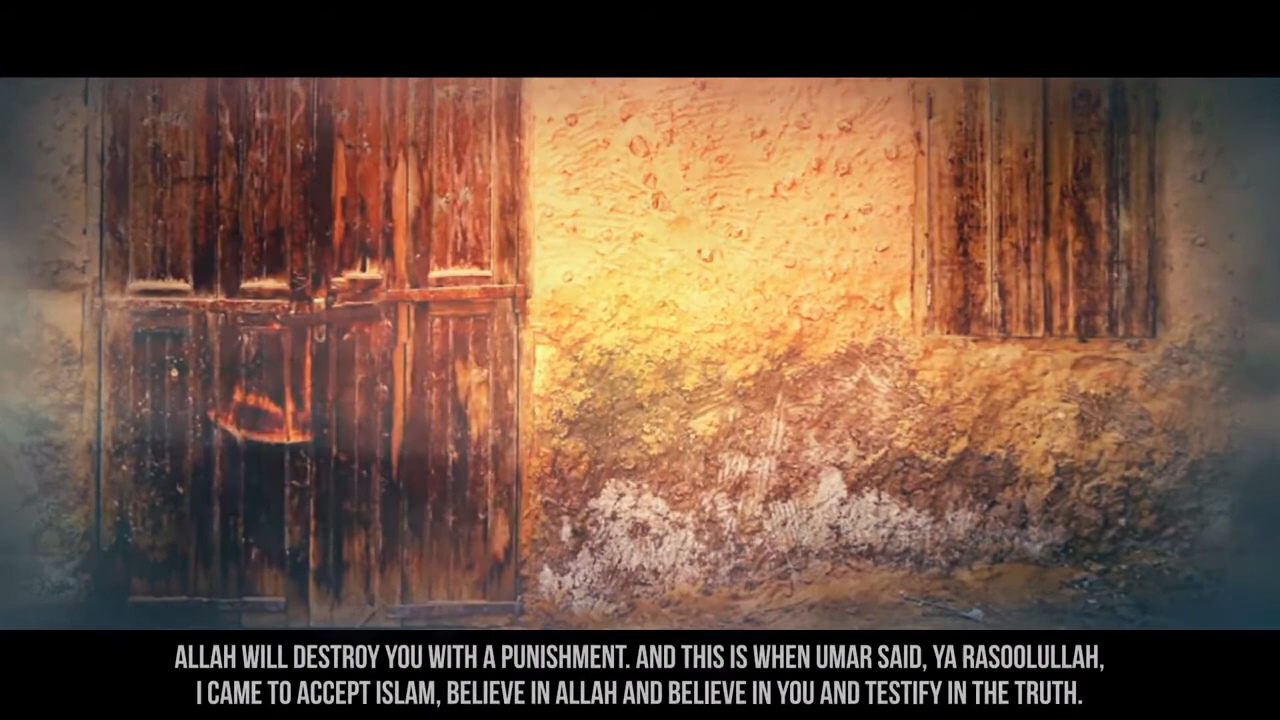 ALLAH WILL DESTROY YOU WITH A PUNISHMENT. AND THIS IS WHEN UMAR SAID, YA RASOOLULLAH,
I CAME TO ACCEPT ISLAM, BELIEVE IN ALLAH AND BELIEVE IN YOU AND TESTIFY IN THE TRUTH.